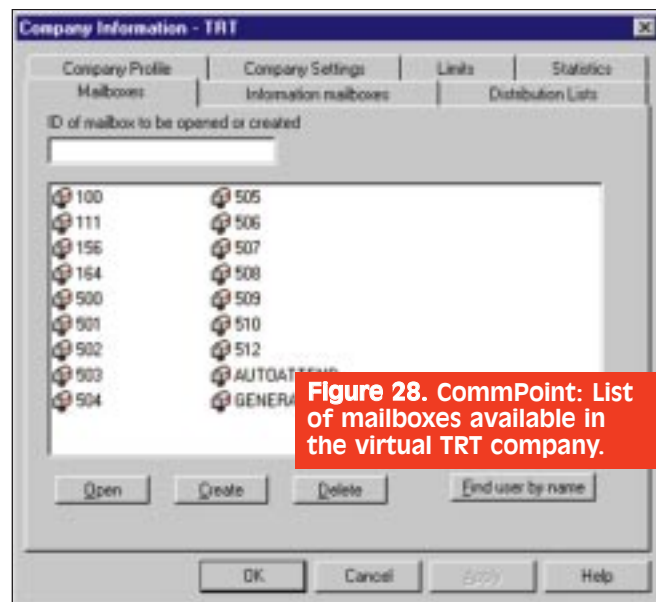 Company Information - TRT
Company Profile Company Settings Limits Statistics
Mailboxes Information mailboxes Distribution Lists
ID of mailbox to be opened or created
100 505
111 506
156 507
164 508
500 509
501 510
502 512
503 AUTOATTEND
504 GENERA
Figure 28. CommPoint: List
of mailboxes available in
the virtual TRT company.
Open Create Delete Find user by name
OK Cancel Apply Help